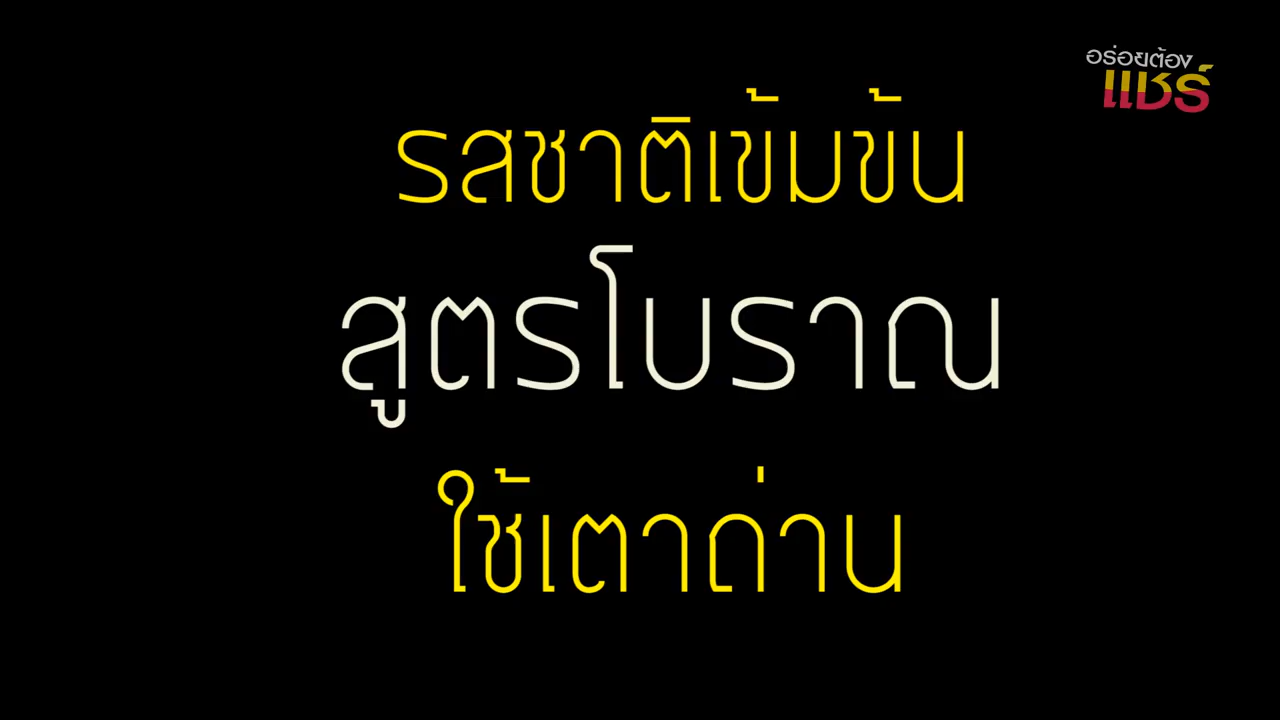 อร่อยต้อง
แชร์
รสชาติเข้มข้น
สูตรโบราณ
ใช้เตาถ่าน